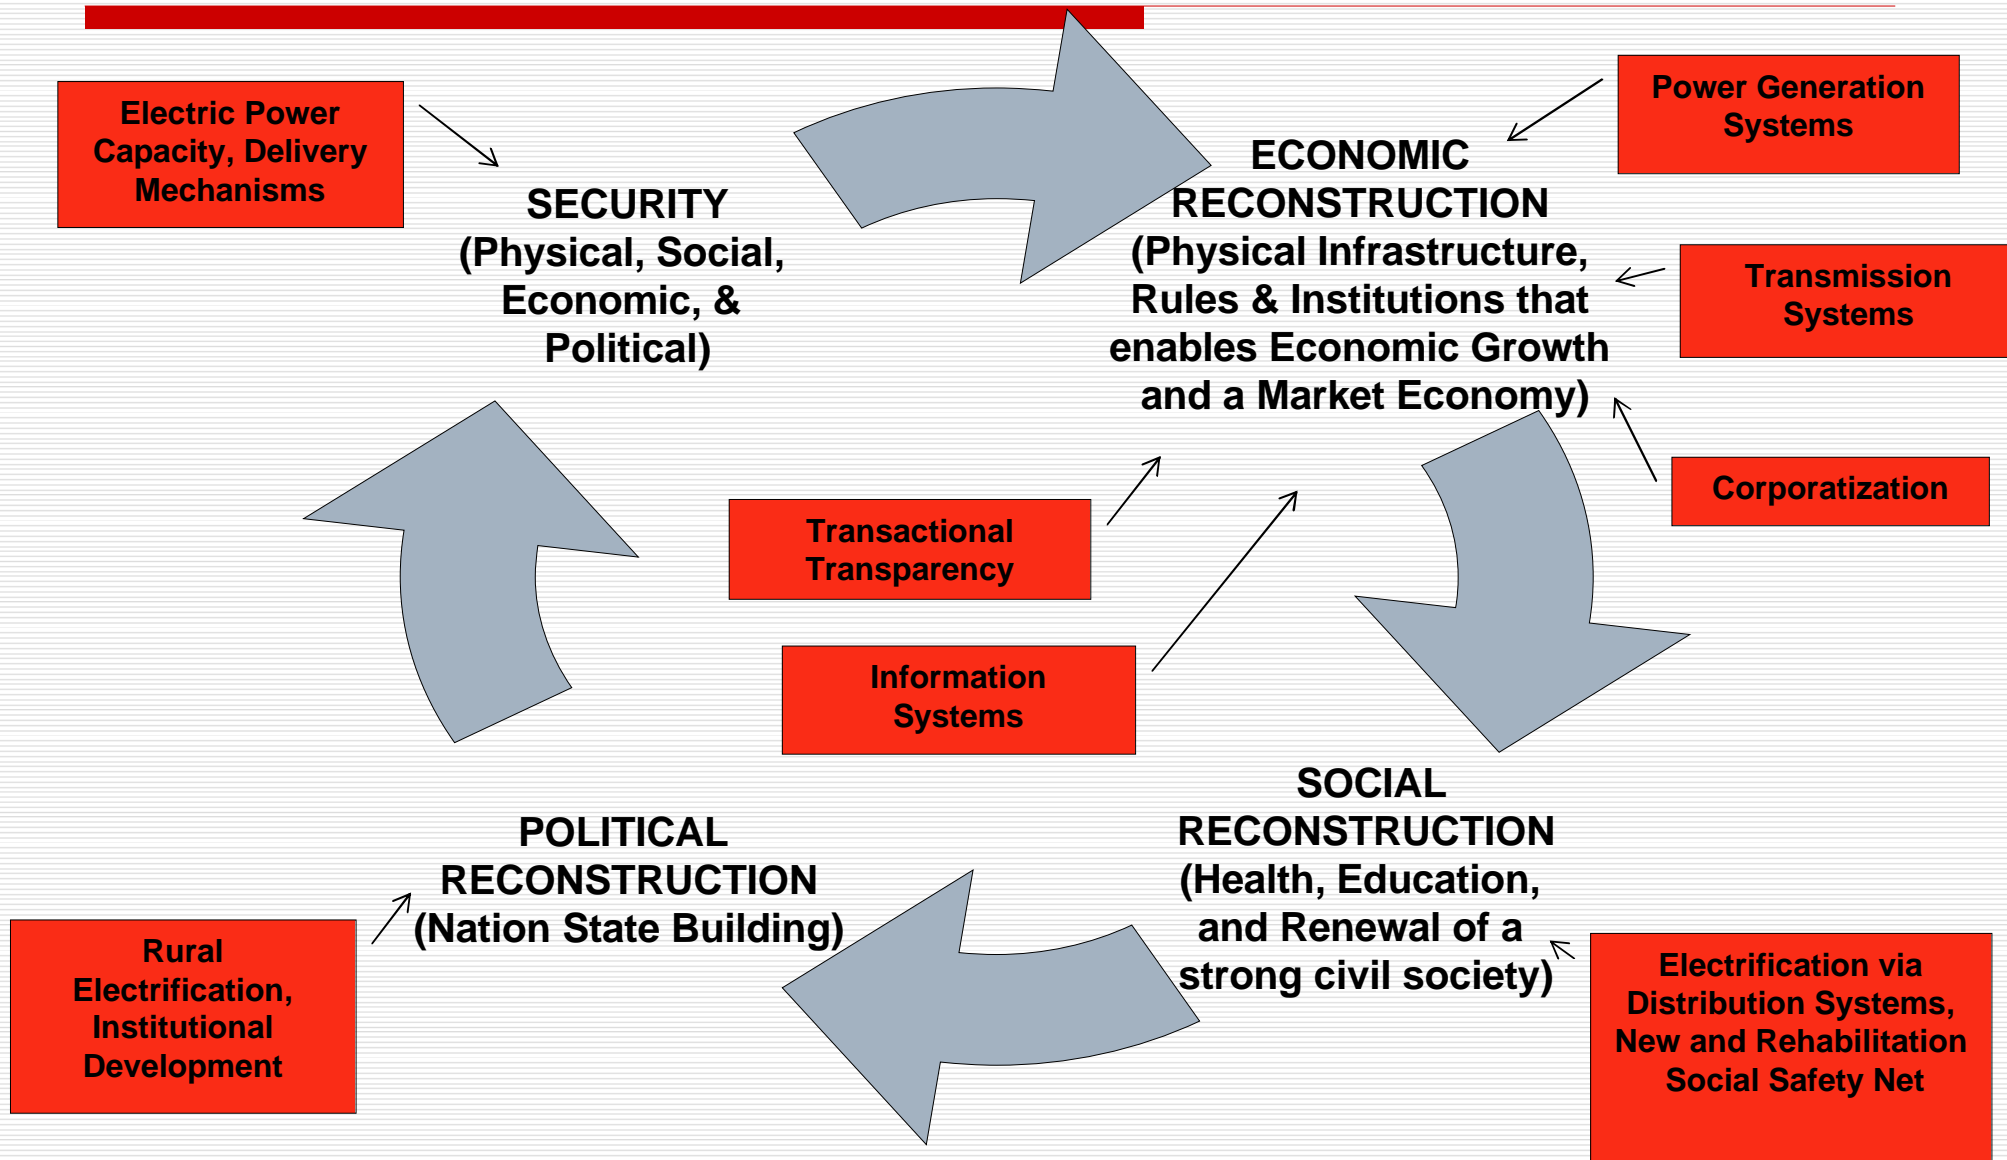 Electric Power
Capacity, Delivery
Mechanisms
SECURITY
(Physical, Social,
Economic, &
Political)
ECONOMIC
RECONSTRUCTION
(Physical Infrastructure,
Rules & Institutions that
enables Economic Growth
and a Market Economy)
Power Generation
Systems
Transmission
Systems
Corporatization
Transactional
Transparency
Information
Systems
SOCIAL
RECONSTRUCTION
(Health, Education,
and Renewal of a
strong civil society)
POLITICAL
RECONSTRUCTION
(Nation State Building)
Rural
Electrification,
Institutional
Development
Electrification via
Distribution Systems,
New and Rehabilitation
Social Safety Net